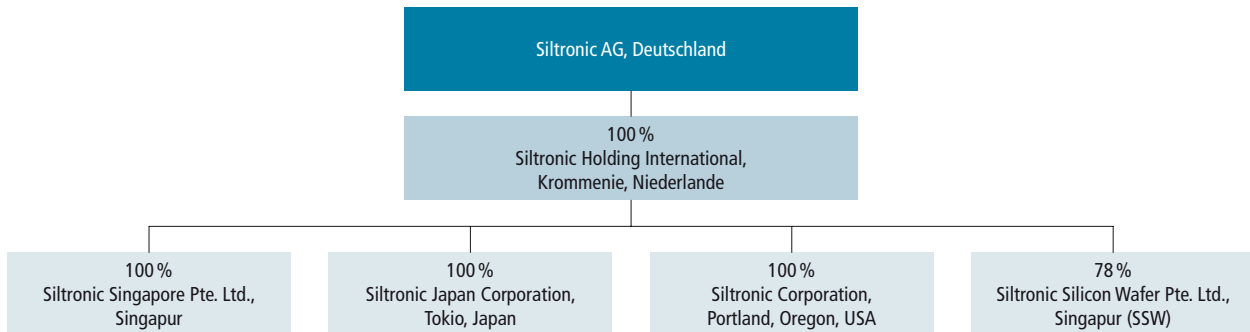 Siltronic AG, Deutschland
100 %
Siltronic Holding International,
Krommenie, Niederlande
100 %
Siltronic Singapore Pte. Ltd.,
Singapur
100 %
Siltronic Japan Corporation,
Tokio, Japan
100 %
Siltronic Corporation,
Portland, Oregon, USA
78 %
Siltronic Silicon Wafer Pte. Ltd.,
Singapur (SSW)